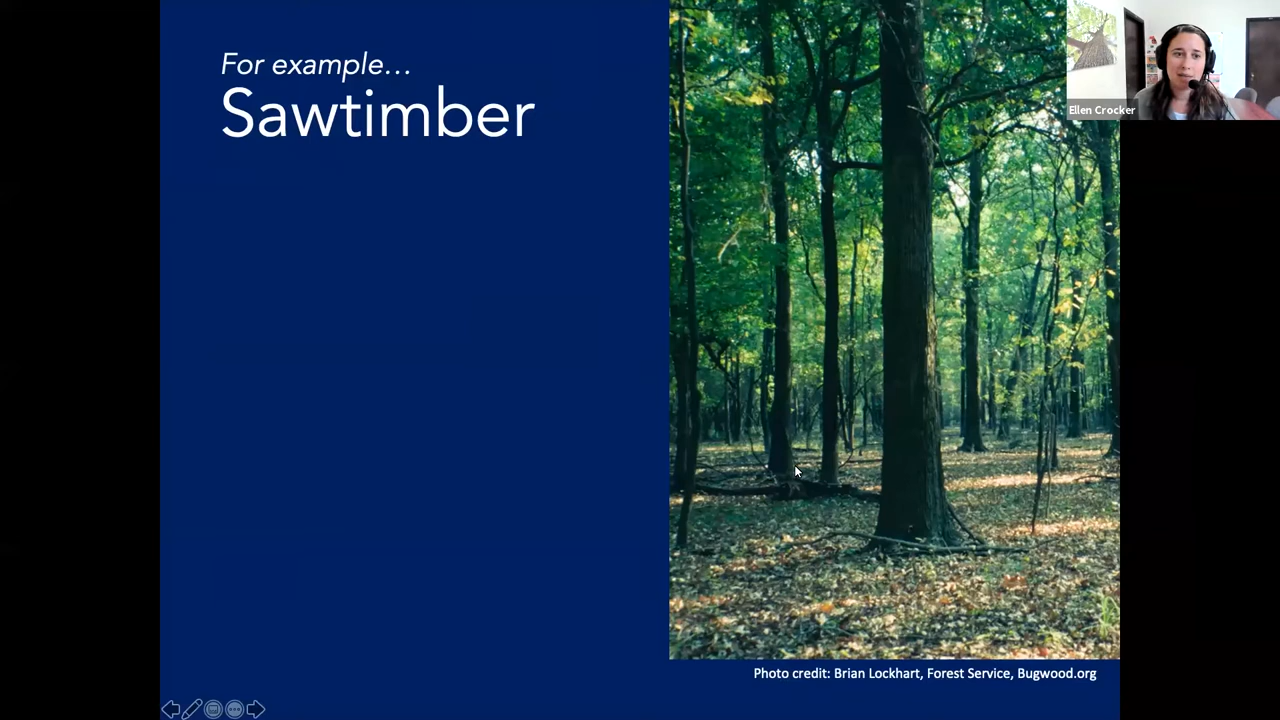 For example...
Sawtimber
Ellen Crocker
Photo credit: Brian Lockhart, Forest Service, Bugwood.org